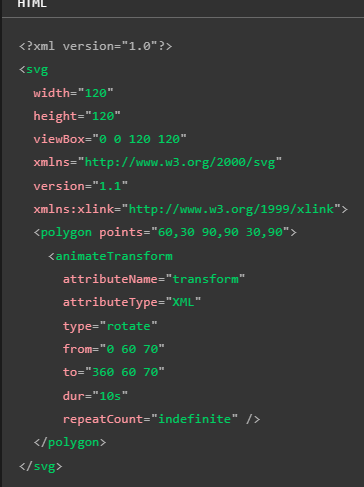 HTML
<?xml version="1.0"?>
<svg
  width="120"
  height="120"
  viewBox="0 0 120 120"
  xmlns="http://www.w3.org/2000/svg"
  version="1.1"
  xmlns:xlink="http://www.w3.org/1999/xlink">
  <polygon points="60,30 90,90 30,90">
    <animateTransform
      attributeName="transform"
      attributeType="XML"
      type="rotate"
      from="0 60 70"
      to="360 60 70"
      dur="10s"
      repeatCount="indefinite" />
  </polygon>
</svg>